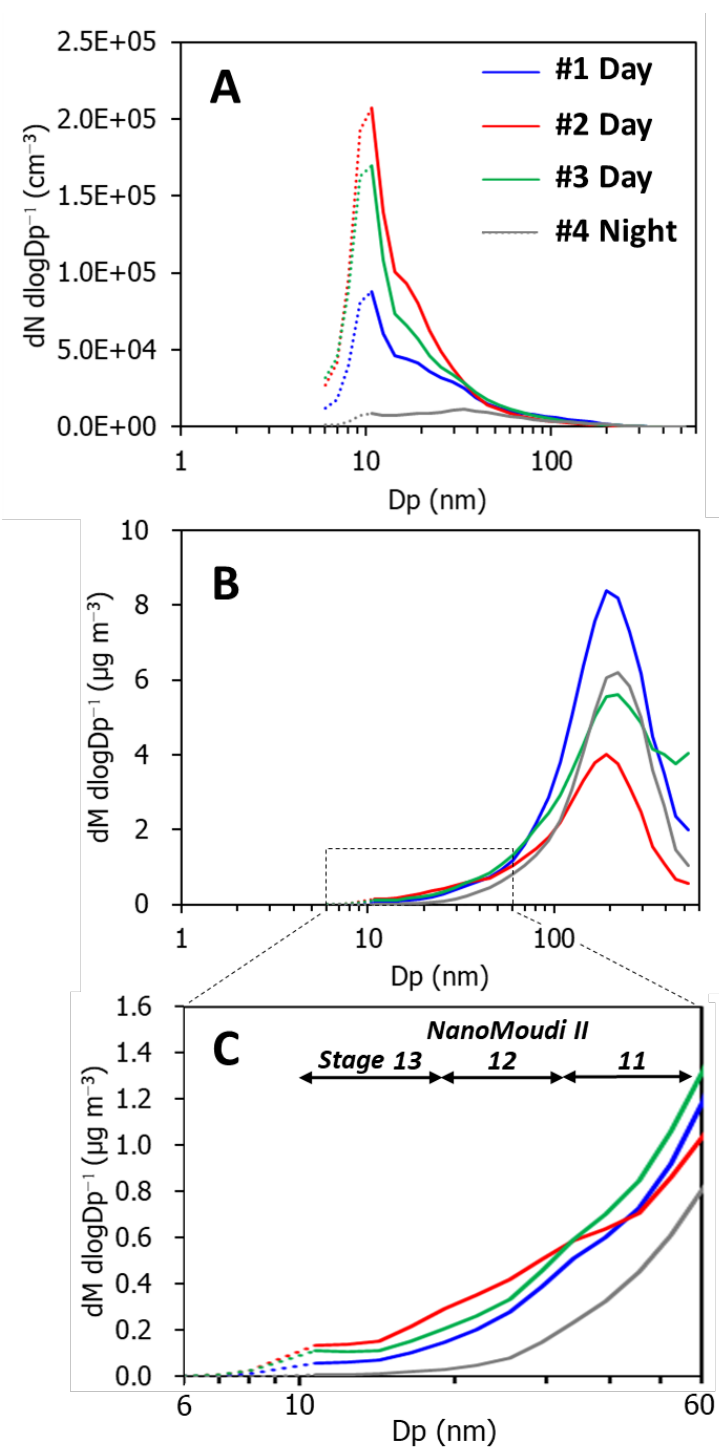 A
#1 Day
#2 Day
#3 Day
#4 Night
2.5E+05
2.0E+05
1.5E+05
1.0E+05
5.0E+04
0.0E+00
dN dlogDp⁻¹ (cm⁻³)
1 10 100
Dp (nm)
B
10
8
6
4
2
0
dM dlogDp⁻¹ (µg m⁻³)
1 10 100
Dp (nm)
C
NanoMoudi II
Stage 13 12 11
1.6
1.4
1.2
1.0
0.8
0.6
0.4
0.2
0.0
dM dlogDp⁻¹ (µg m⁻³)
6 10 60
Dp (nm)